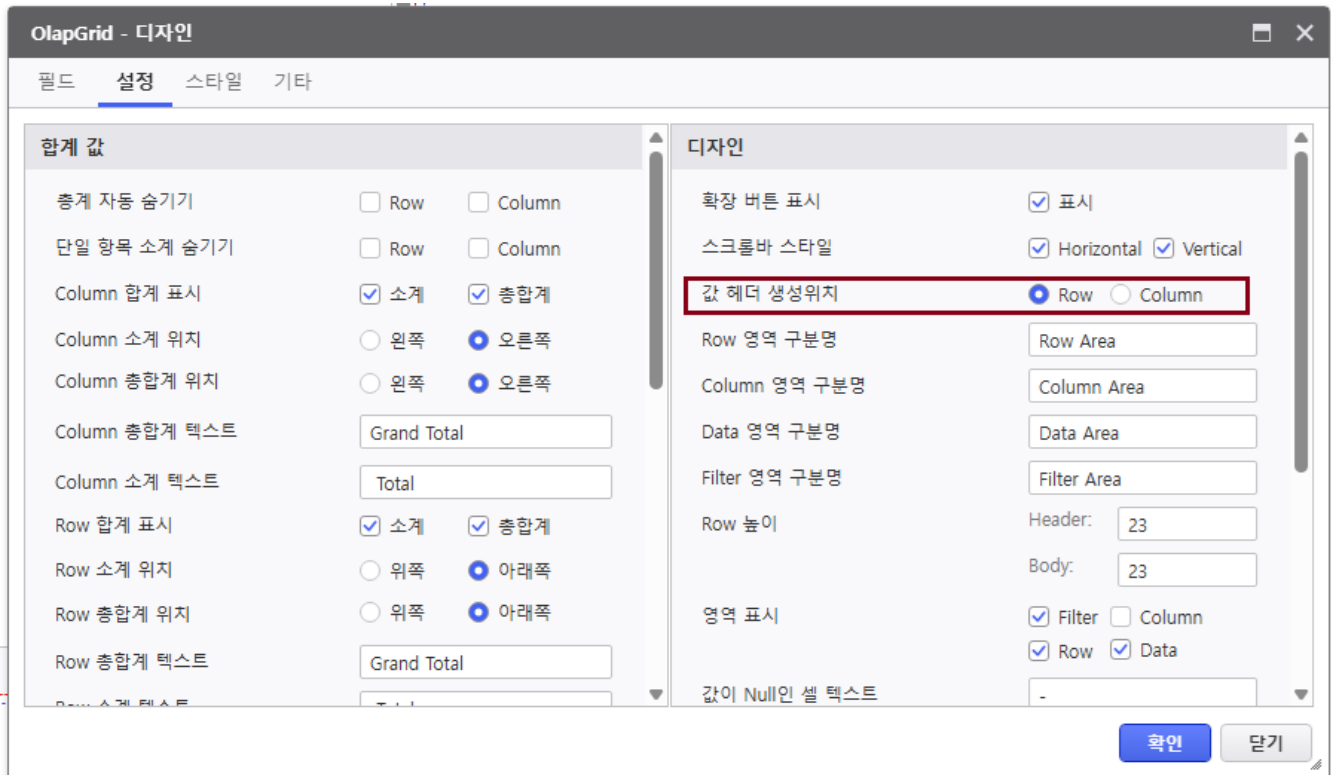 OlapGrid - 디자인
필드 설정 스타일 기타
합계 값
총계 자동 숨기기 Row Column
단일 항목 소계 숨기기 Row Column
Column 합계 표시 소계 총합계
Column 소계 위치 왼쪽 오른쪽
Column 총합계 위치 왼쪽 오른쪽
Column 총합계 텍스트 Grand Total
Column 소계 텍스트 Total
Row 합계 표시 소계 총합계
Row 소계 위치 위쪽 아래쪽
Row 총합계 위치 위쪽 아래쪽
Row 총합계 텍스트 Grand Total
Row 소계 텍스트 Total
디자인
확장 버튼 표시 표시
스크롤바 스타일 Horizontal Vertical
값 헤더 생성위치 Row Column
Row 영역 구분명 Row Area
Column 영역 구분명 Column Area
Data 영역 구분명 Data Area
Filter 영역 구분명 Filter Area
Row 높이 Header: 23
Body: 23
영역 표시 Filter Column
Row Data
값이 Null인 셀 텍스트 -
확인 닫기